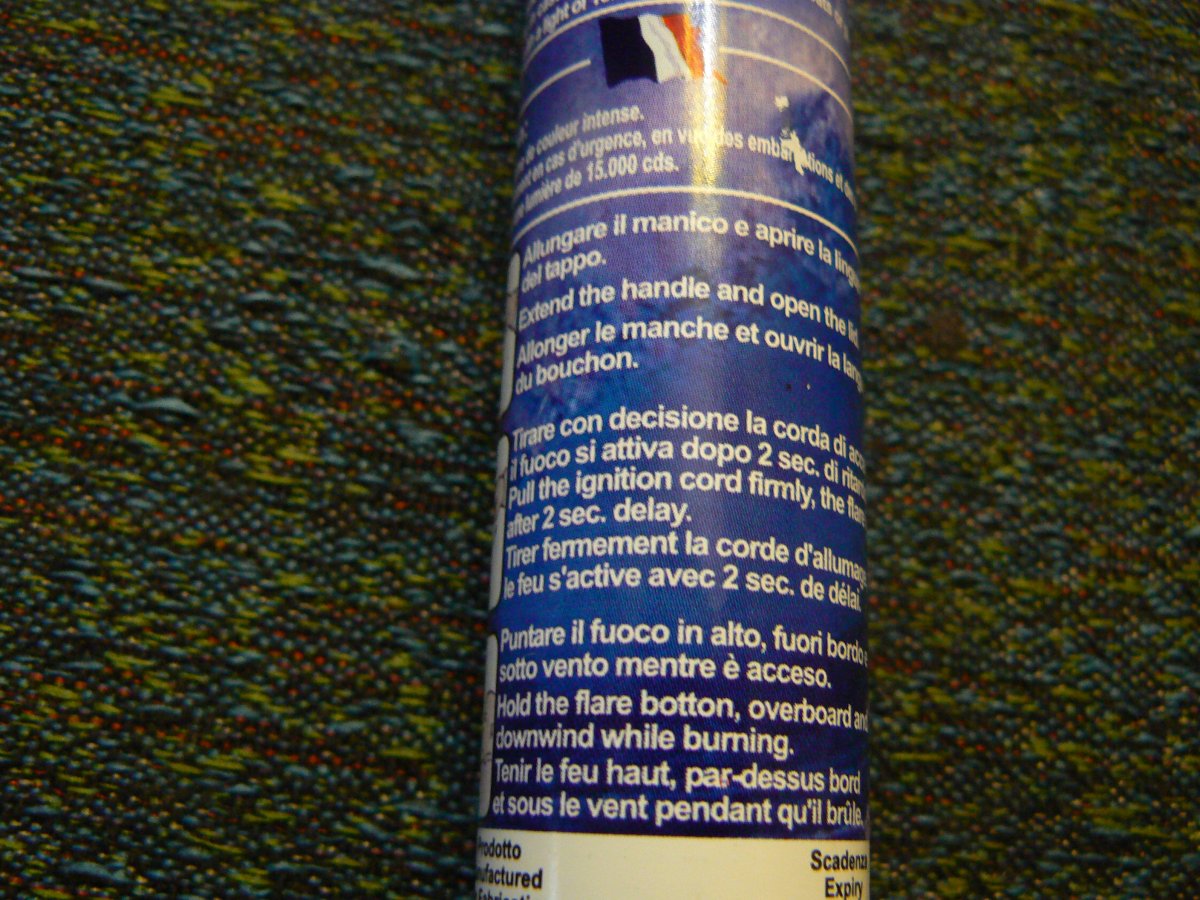 a light or
de couleur intense.
en cas d'urgence, en vue des
lumière de 15.000 cds.
Allungare il manico e aprire la
del tappo.
Extend the handle and open the lid
Allonger le manche et ouvrir la
du bouchon.
Tirare con decisione la corda di
il fuoco si attiva dopo 2 sec. di
Pull the ignition cord firmly, the
after 2 sec. delay.
Tirer fermement la corde
le feu s'active avec 2 sec. de délai.
Puntare il fuoco in alto, fuori bordo e
sotto vento mentre è acceso.
Hold the flare botton, overboard and
downwind while burning.
Tenir le feu haut, par-dessus bord
et sous le vent pendant qu'il brûle.
Scadenza
Expiry